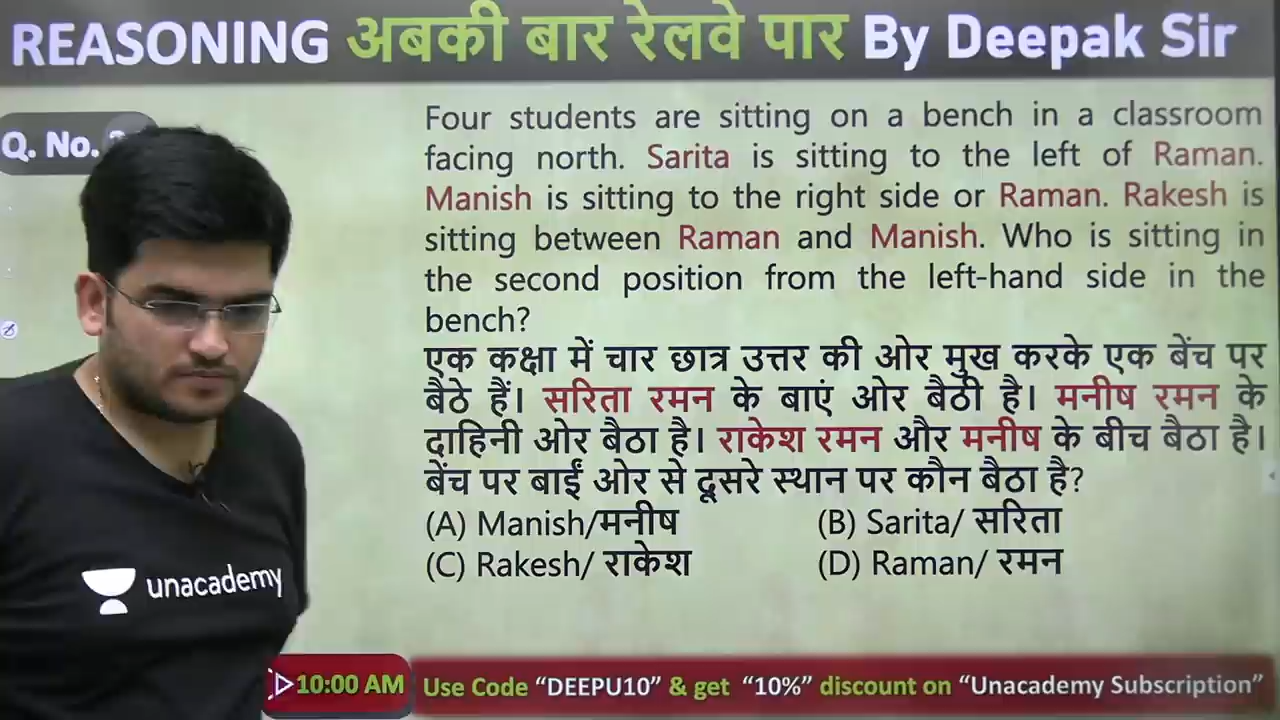 REASONING अबकी बार रेलवे पार By Deepak Sir
Q. No.
Four students are sitting on a bench in a classroom
facing north. Sarita is sitting to the left of Raman.
Manish is sitting to the right side or Raman. Rakesh is
sitting between Raman and Manish. Who is sitting in
the second position from the left-hand side in the
bench?
एक कक्षा में चार छात्र उत्तर की ओर मुख करके एक बेंच पर
बैठे हैं। सरिता रमन के बाएं ओर बैठी है। मनीष रमन के
दाहिनी ओर बैठा है। राकेश रमन और मनीष के बीच बैठा है।
बेंच पर बाईं ओर से दूसरे स्थान पर कौन बैठा है?
(A) Manish/मनीष (B) Sarita/ सरिता
(C) Rakesh/ राकेश (D) Raman/ रमन
unacademy
10:00 AM Use Code “DEEPU10” & get “10%” discount on “Unacademy Subscription”